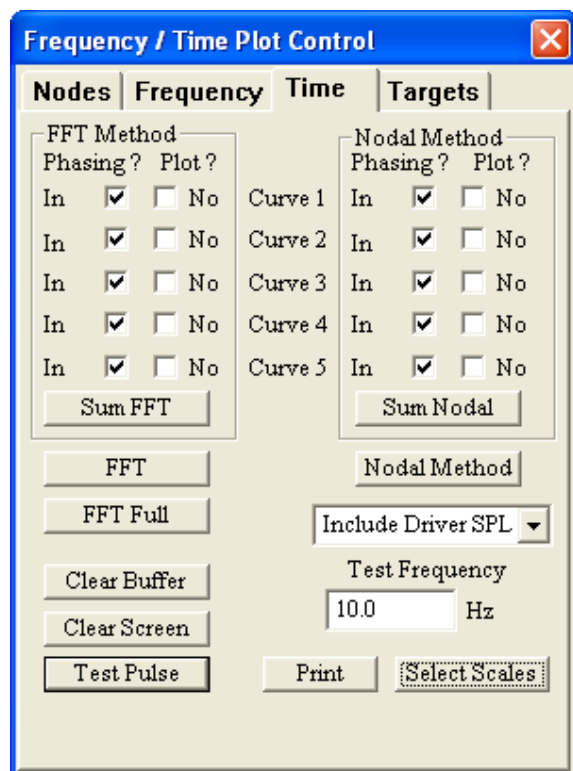 Frequency / Time Plot Control
Nodes Frequency Time Targets
FFT Method Nodal Method
Phasing? Plot? Phasing? Plot?
In No Curve 1 In No
In No Curve 2 In No
In No Curve 3 In No
In No Curve 4 In No
In No Curve 5 In No
Sum FFT Sum Nodal
FFT Nodal Method
FFT Full Include Driver SPL
Clear Buffer Test Frequency
10.0 Hz
Clear Screen
Test Pulse Print Select Scales